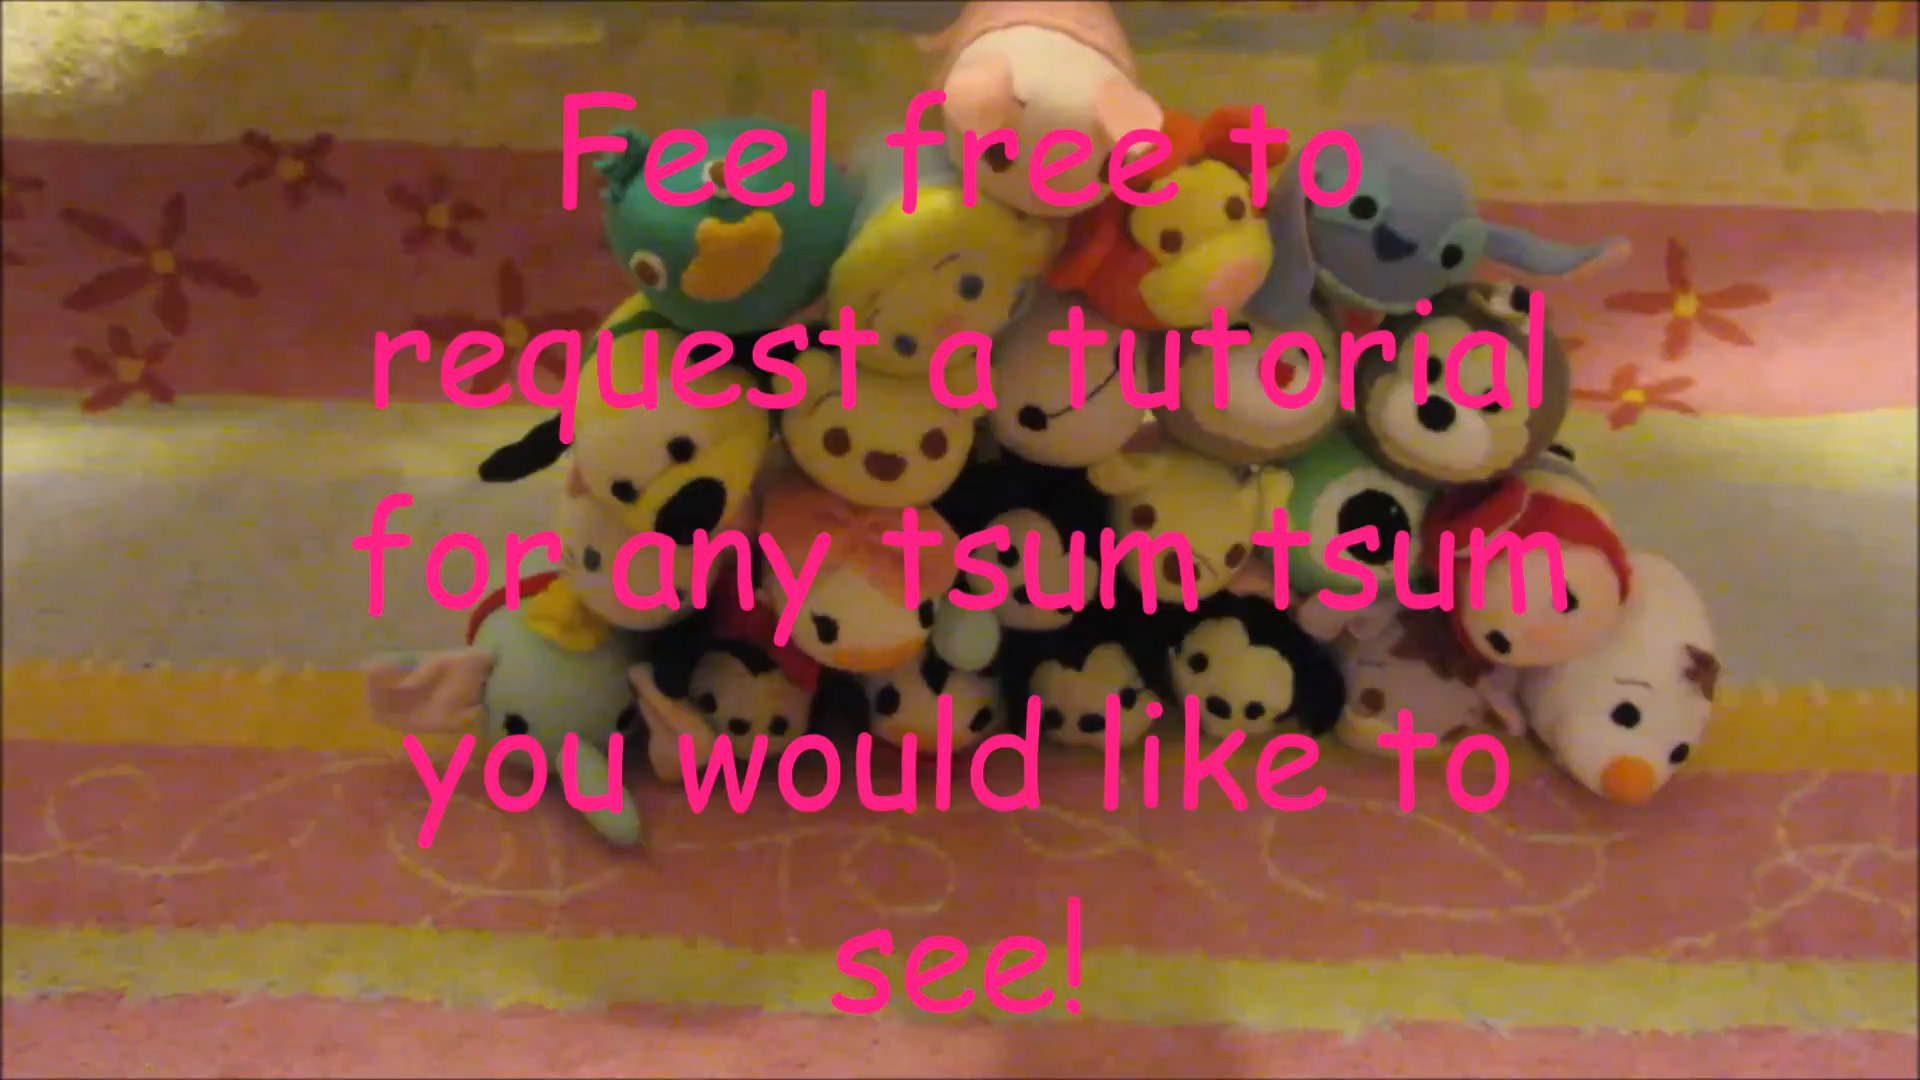 Feel free to
request a tutorial
for any tsum tsum
you would like to
see!